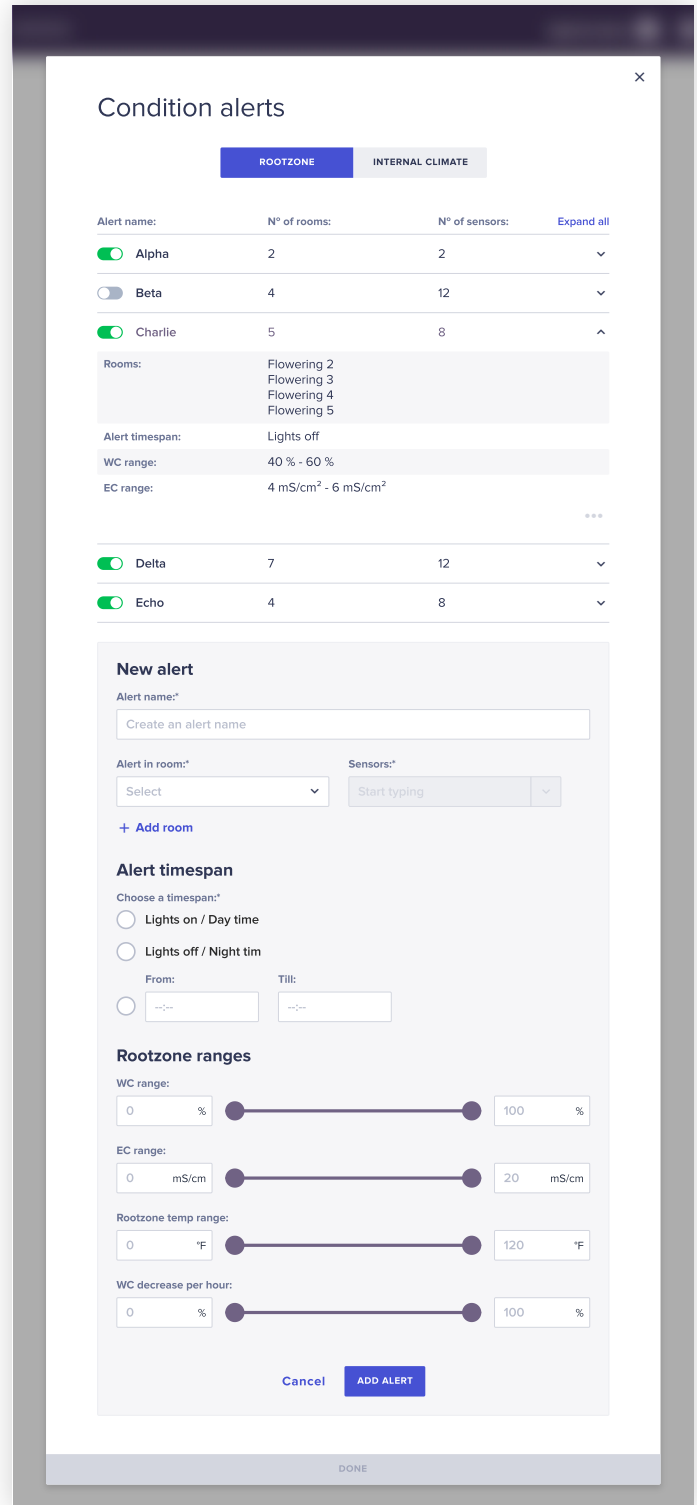 Condition alerts
ROOTZONE INTERNAL CLIMATE
Alert name: Nº of rooms: Nº of sensors: Expand all
Alpha 2 2
Beta 4 12
Charlie 5 8
Rooms: Flowering 2
Flowering 3
Flowering 4
Flowering 5
Alert timespan: Lights off
WC range: 40 % - 60 %
EC range: 4 mS/cm² - 6 mS/cm²
Delta 7 12
Echo 4 8
New alert
Alert name:*
Create an alert name
Alert in room:* Sensors:*
Select Start typing
+ Add room
Alert timespan
Choose a timespan:*
Lights on / Day time
Lights off / Night tim
From: Till:
--:-- --:--
Rootzone ranges
WC range:
0 % 100 %
EC range:
0 mS/cm 20 mS/cm
Rootzone temp range:
0 °F 120 °F
WC decrease per hour:
0 % 100 %
Cancel ADD ALERT
DONE